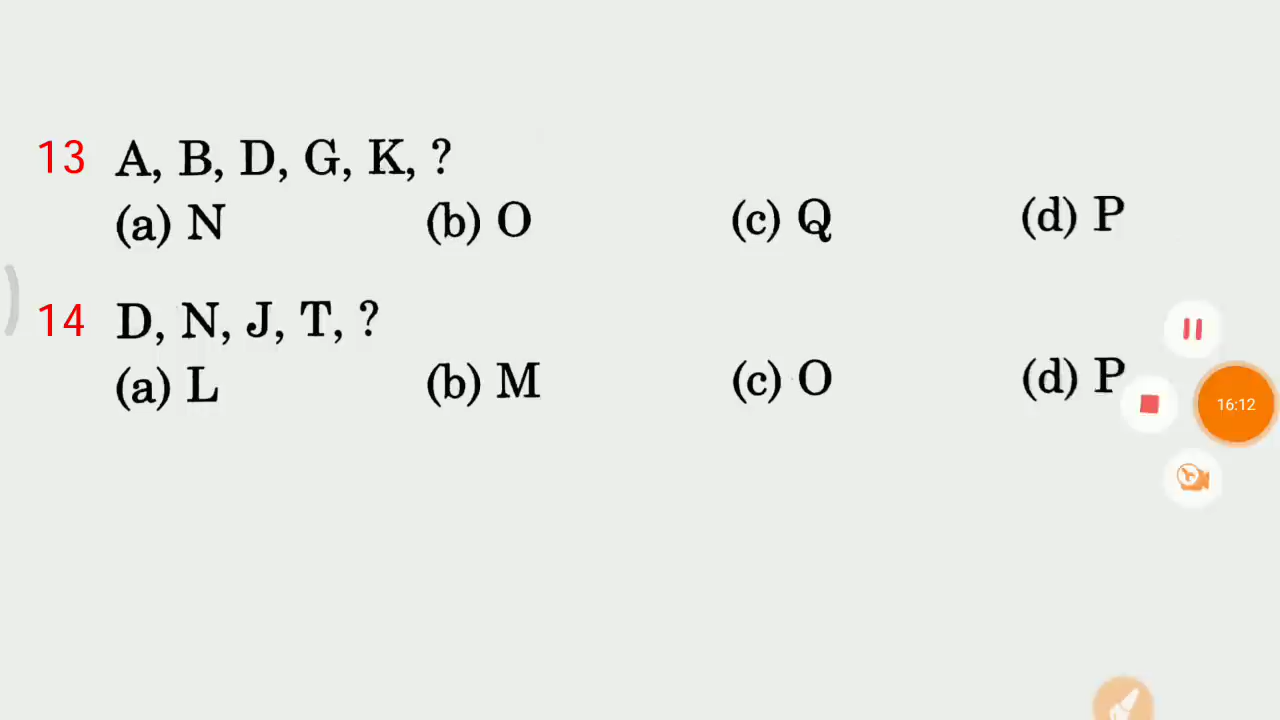 13 A, B, D, G, K, ?
(a) N (b) O (c) Q (d) P
14 D, N, J, T, ?
(a) L (b) M (c) O (d) P
16:12